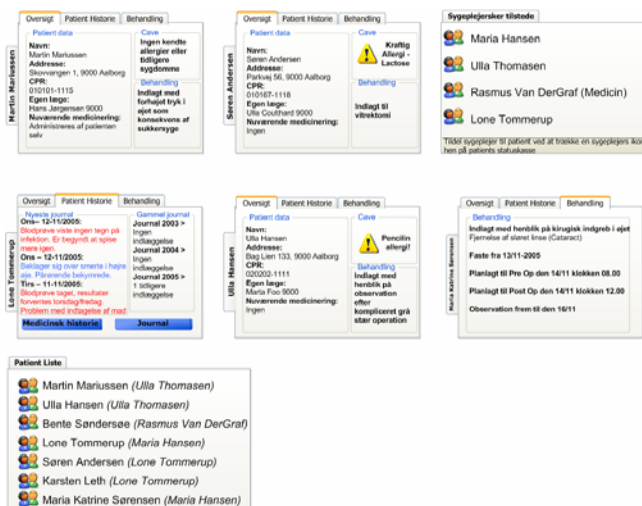 Oversigt Patient Historie Behandling
Martin Mariussen
Patient data
Navn:
Martin Mariussen
Addresse:
Skovvangen 1, 9000 Aalborg
CPR:
010101-1115
Egen læge:
Hans Jørgensen 9000
Nuværende medicinering:
Administreres af patienten
selv
Cave
Ingen kendte
allergier eller
tidligere
sygdomme
Behandling
Indlagt med
forhøjet tryk i
øjet som
konsekvens af
sukkersyge
Oversigt Patient Historie Behandling
Søren Andersen
Patient data
Navn:
Søren Andersen
Addresse:
Parkvej 56, 9000 Aalborg
CPR:
010167-1118
Egen læge:
Ulla Coulthard 9000
Nuværende medicinering:
Ingen
Cave
Kraftig
Allergi -
Lactose
Behandling
Indlagt til
vitrektomi
Sygeplejersker tilstede
Maria Hansen
Ulla Thomasen
Rasmus Van DerGraf (Medicin)
Lone Tommerup
Tildel sygeplejer til patient ved at trække en sygeplejers ikon
hen på patients statuskasse
Oversigt Patient Historie Behandling
Lone Tommerup
Nyeste journal
Ons– 12-11/2005:
Blodprøve viste ingen tegn på
infektion. Er begyndt at spise
mere igen.
Ons – 12-11/2005:
Beklager sig over smerte i højre
øje. Pårørende bekymrede.
Tirs – 11-11/2005:
Blodprøve taget, resultater
forventes torsdag/fredag.
Problem med indtagelse af mad.
Gammel journal
Journal 2003 >
Ingen
indlæggelse
Journal 2004 >
Ingen
indlæggelse
Journal 2005 >
1 tidligere
indlæggelse
Medicinsk historie Journal
Oversigt Patient Historie Behandling
Ulla Hansen
Patient data
Navn:
Ulla Hansen
Addresse:
Bag Lien 133, 9000 Aalborg
CPR:
020202-1111
Egen læge:
Maria Foo 9000
Nuværende medicinering:
Ingen
Cave
Pencilin
allergi!
Behandling
Indlagt med
henblik på
observation
efter
kompliceret grå
stær operation
Oversigt Patient Historie Behandling
Maria Katrine Sørensen
Behandling
Indlagt med henblik på kirugisk indgreb i øjet
Fjernelse af sløret linse (Cataract)
Faste fra 13/11-2005
Planlagt til Pre Op den 14/11 klokken 08.00
Planlagt til Post Op den 14/11 klokken 12.00
Observation frem til den 16/11
Patient Liste
Martin Mariussen (Ulla Thomasen)
Ulla Hansen (Ulla Thomasen)
Bente Søndersøe (Rasmus Van DerGraf)
Lone Tommerup (Maria Hansen)
Søren Andersen (Lone Tommerup)
Karsten Leth (Lone Tommerup)
Maria Katrine Sørensen (Maria Hansen)